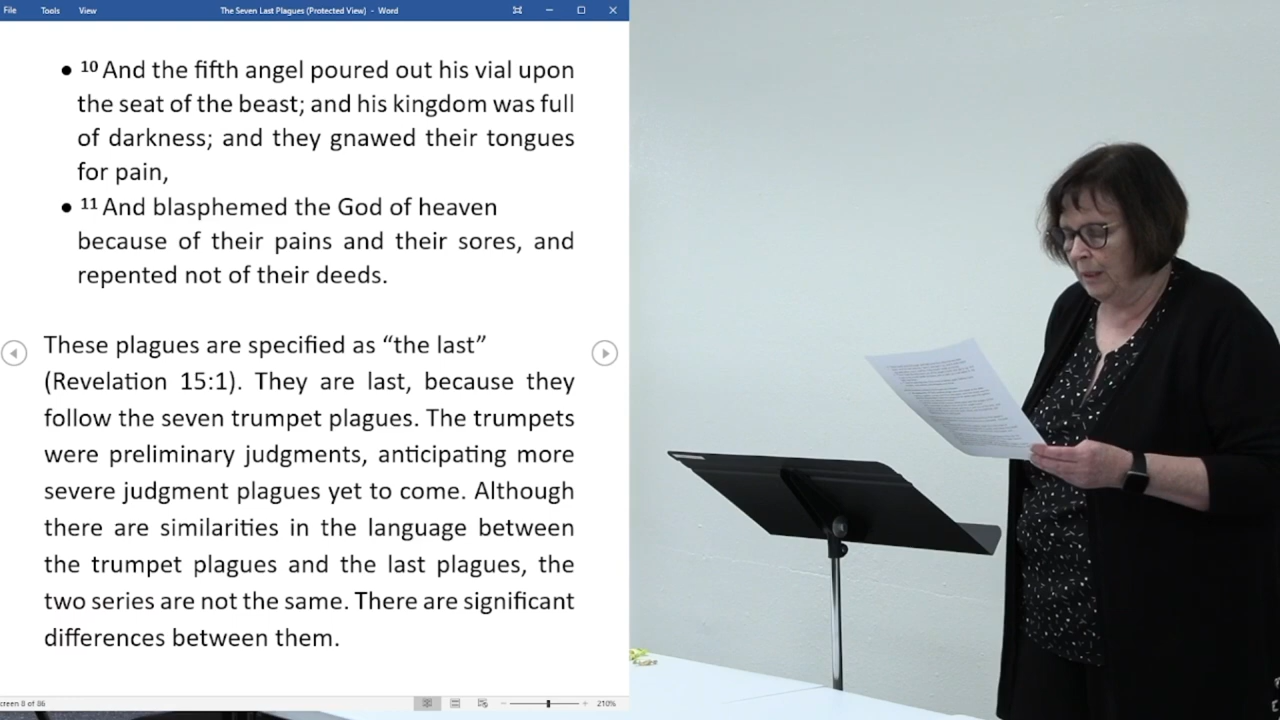 File Tools View The Seven Last Plagues (Protected View) - Word
• 10 And the fifth angel poured out his vial upon
the seat of the beast; and his kingdom was full
of darkness; and they gnawed their tongues
for pain,
• 11 And blasphemed the God of heaven
because of their pains and their sores, and
repented not of their deeds.
These plagues are specified as “the last”
(Revelation 15:1). They are last, because they
follow the seven trumpet plagues. The trumpets
were preliminary judgments, anticipating more
severe judgment plagues yet to come. Although
there are similarities in the language between
the trumpet plagues and the last plagues, the
two series are not the same. There are significant
differences between them.
creen 8 of 86 210%